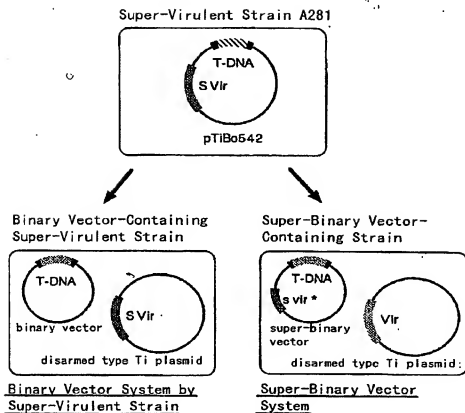 Super-Virulent Strain A281
T-DNA
S Vir
pTiBo542
Binary Vector-Containing
Super-Virulent Strain
T-DNA
binary vector
S Vir
disarmed type Ti plasmid
Binary Vector System by
Super-Virulent Strain
Super-Binary Vector-
Containing Strain
T-DNA
s vir *
super-binary
vector
Vir
disarmed type Ti plasmid
Super-Binary Vector
System